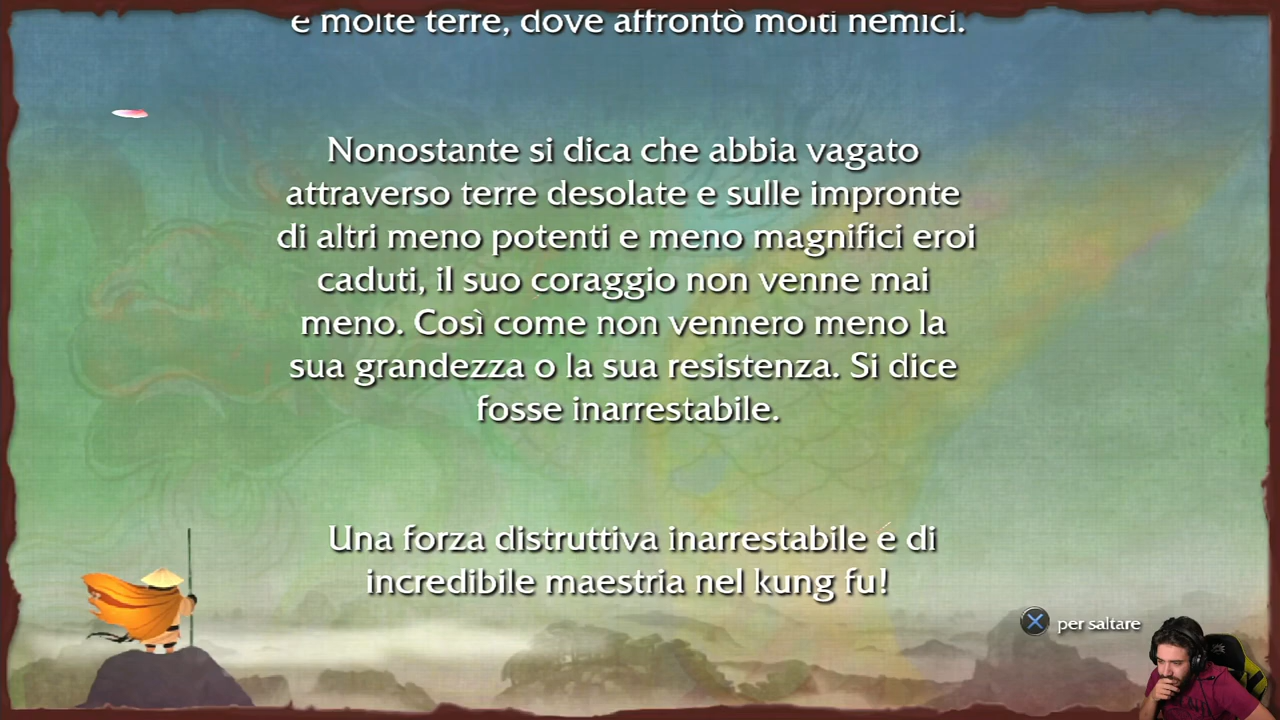 e molte terre, dove affrontò molti nemici.
Nonostante si dica che abbia vagato
attraverso terre desolate e sulle impronte
di altri meno potenti e meno magnifici eroi
caduti, il suo coraggio non venne mai
meno. Così come non vennero meno la
sua grandezza o la sua resistenza. Si dice
fosse inarrestabile.
Una forza distruttiva inarrestabile e di
incredibile maestria nel kung fu!
per saltare